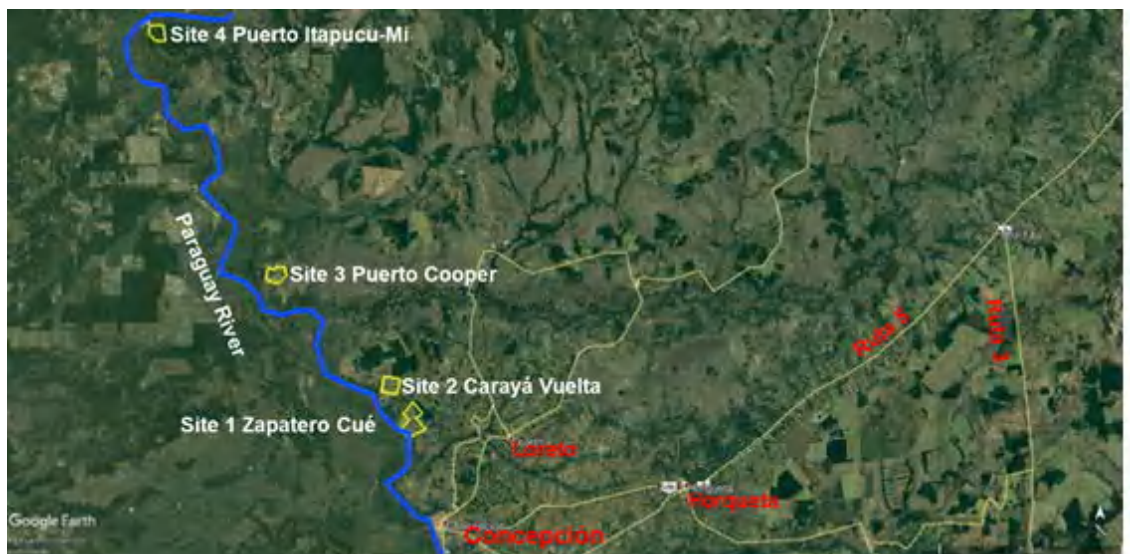 Site 4 Puerto Itapucu-Mi
Paraguay River
Site 3 Puerto Cooper
Ruta 5
Ruta 3
Site 2 Carayá Vuelta
Site 1 Zapatero Cué
Loreto
Horqueta
Google Earth
Concepción